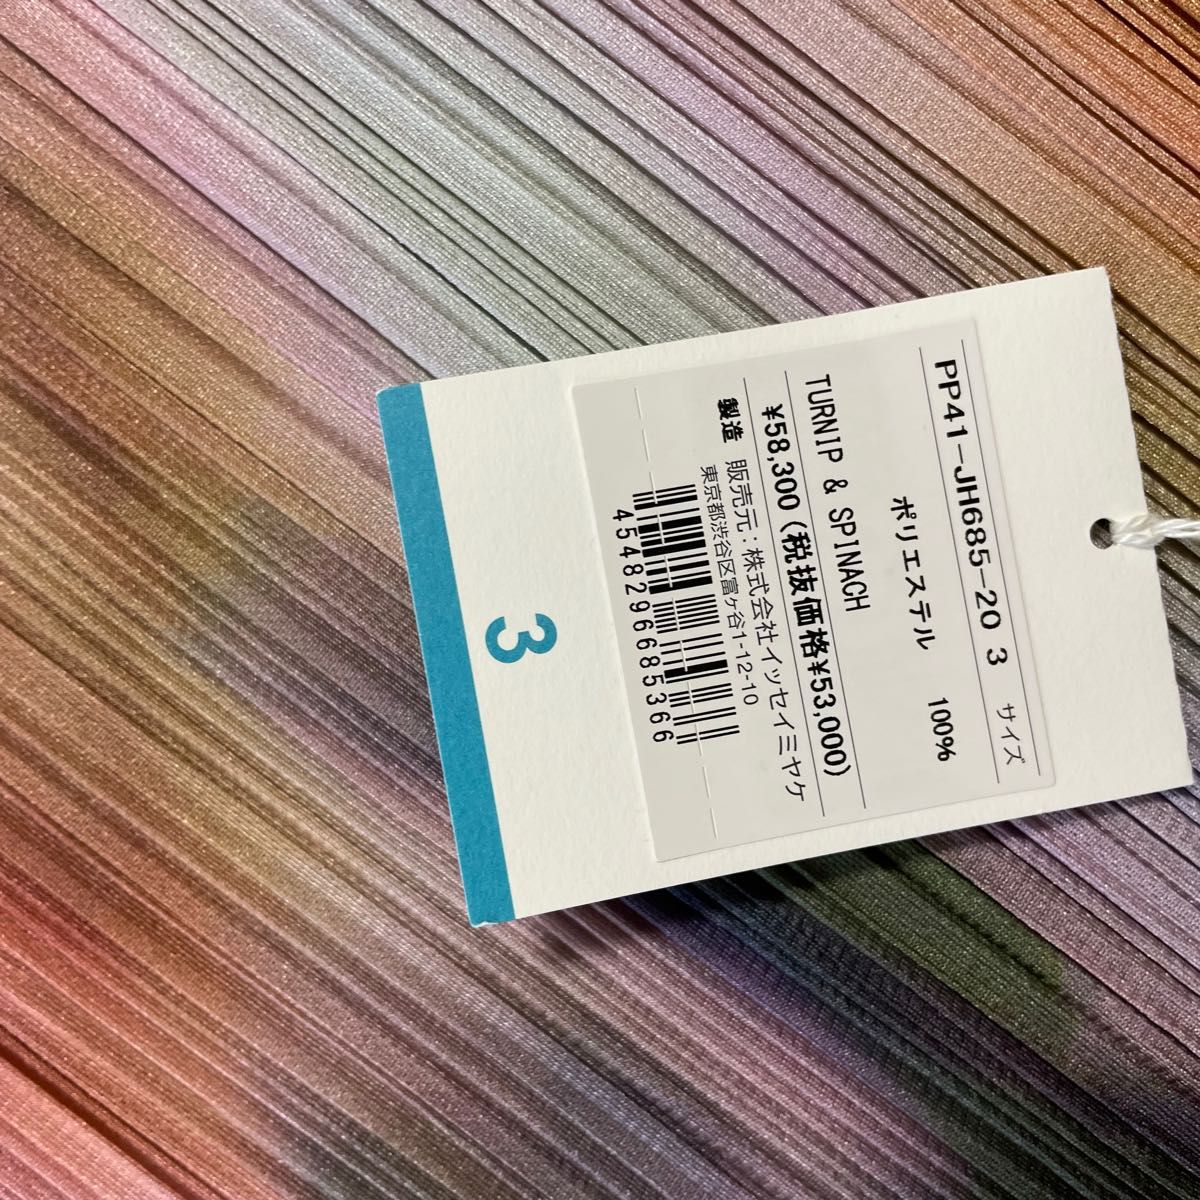 PP41-JH685-20 3 サイズ
ポリエステル 100%
TURNIP & SPINACH
¥58,300(税抜価格¥53,000)
製造 販売元:株式会社イッセイミヤケ
東京都渋谷区富ヶ谷1-12-10
4548296685366
3